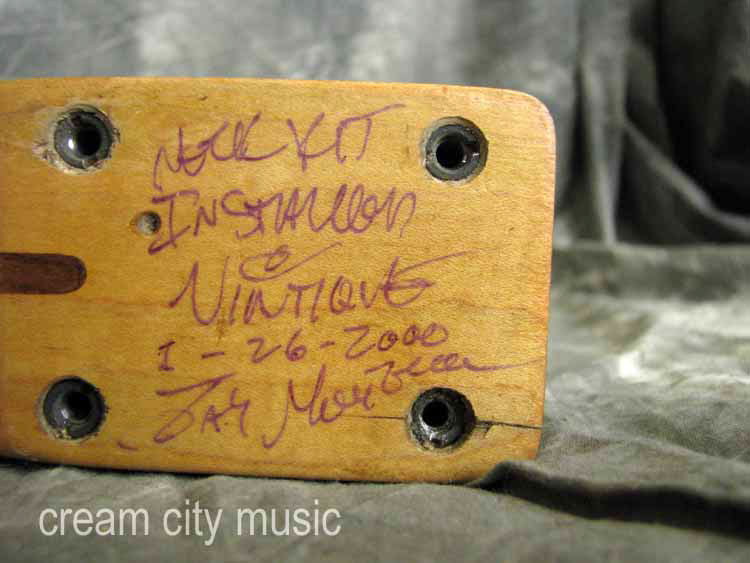 NECK KIT
INSTALLED
@
VINTIQUE
1-26-2000
JAY
cream city music